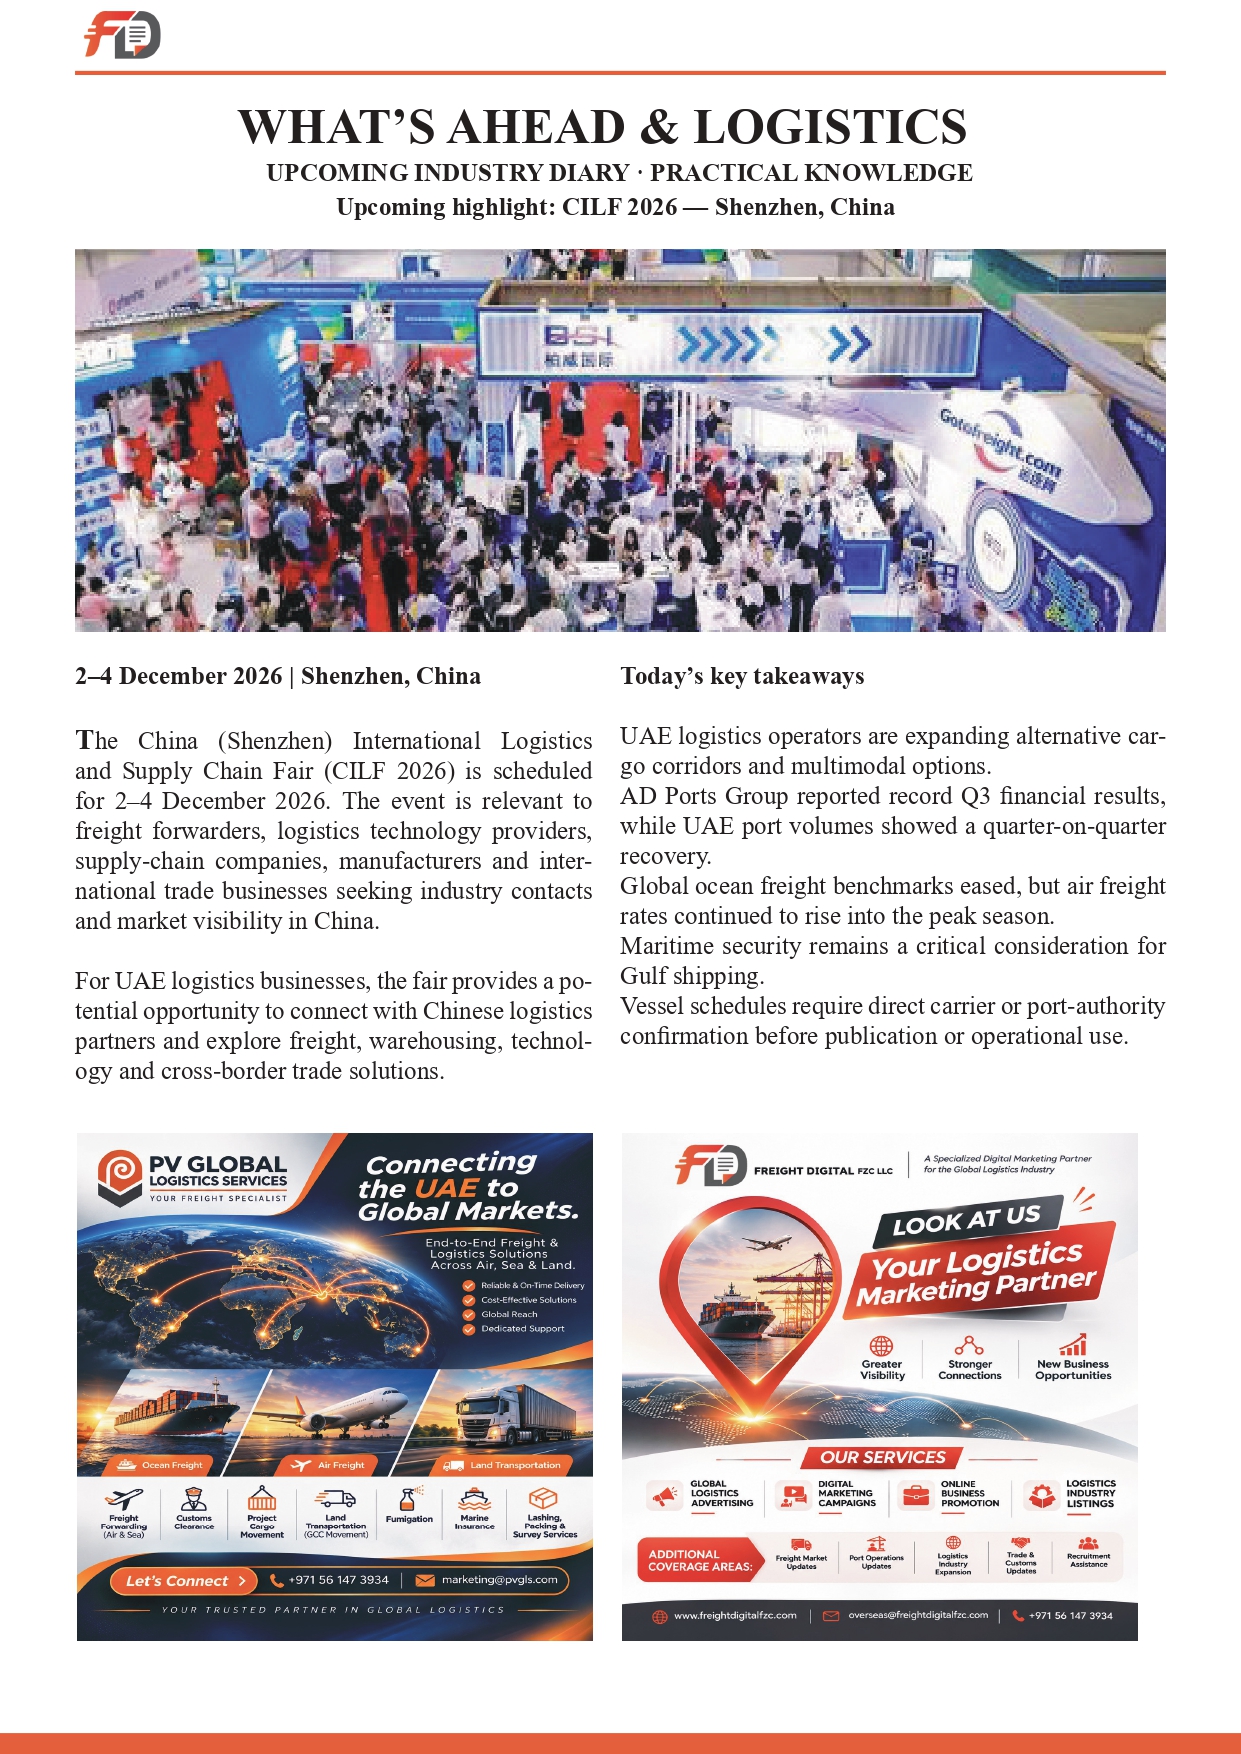 FD
WHAT’S AHEAD & LOGISTICS
UPCOMING INDUSTRY DIARY · PRACTICAL KNOWLEDGE
Upcoming highlight: CILF 2026 — Shenzhen, China
BSI
柏威国际
Gotofreight.com
2–4 December 2026 | Shenzhen, China
The China (Shenzhen) International Logistics
and Supply Chain Fair (CILF 2026) is scheduled
for 2–4 December 2026. The event is relevant to
freight forwarders, logistics technology providers,
supply-chain companies, manufacturers and inter-
national trade businesses seeking industry contacts
and market visibility in China.
For UAE logistics businesses, the fair provides a po-
tential opportunity to connect with Chinese logistics
partners and explore freight, warehousing, technol-
ogy and cross-border trade solutions.
Today’s key takeaways
UAE logistics operators are expanding alternative car-
go corridors and multimodal options.
AD Ports Group reported record Q3 financial results,
while UAE port volumes showed a quarter-on-quarter
recovery.
Global ocean freight benchmarks eased, but air freight
rates continued to rise into the peak season.
Maritime security remains a critical consideration for
Gulf shipping.
Vessel schedules require direct carrier or port-authority
confirmation before publication or operational use.
PV GLOBAL
LOGISTICS SERVICES
YOUR FREIGHT SPECIALIST
Connecting
the UAE to
Global Markets.
End-to-End Freight &
Logistics Solutions
Across Air, Sea & Land.
Reliable & On-Time Delivery
Cost-Effective Solutions
Global Reach
Dedicated Support
Ocean Freight
Air Freight
Land Transportation
Freight
Forwarding
(Air & Sea)
Customs
Clearance
Project
Cargo
Movement
Land
Transportation
(GCC Movement)
Fumigation
Marine
Insurance
Lashing,
Packing &
Survey Services
Let's Connect >
+971 56 147 3934
marketing@pvgls.com
YOUR TRUSTED PARTNER IN GLOBAL LOGISTICS
FD
FREIGHT DIGITAL FZC LLC
A Specialized Digital Marketing Partner
for the Global Logistics Industry
LOOK AT US
Your Logistics
Marketing Partner
Greater
Visibility
Stronger
Connections
New Business
Opportunities
OUR SERVICES
GLOBAL
LOGISTICS
ADVERTISING
DIGITAL
MARKETING
CAMPAIGNS
ONLINE
BUSINESS
PROMOTION
LOGISTICS
INDUSTRY
LISTINGS
ADDITIONAL
COVERAGE AREAS:
Freight Market
Updates
Port Operations
Updates
Logistics
Industry
Expansion
Trade &
Customs
Updates
Recruitment
Assistance
www.freightdigitalfzc.com
overseas@freightdigitalfzc.com
+971 56 147 3934